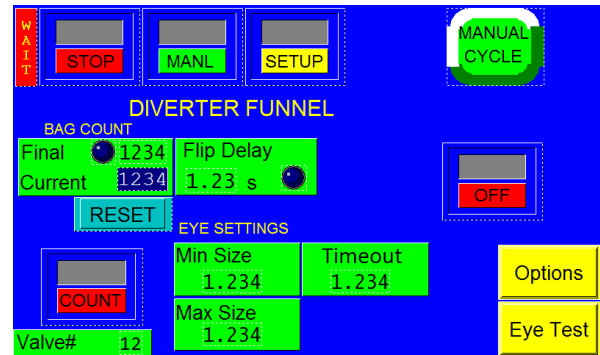 WAIT
STOP
MANL
SETUP
MANUAL
CYCLE
DIVERTER FUNNEL
BAG COUNT
Final 1234
Current 1234
Flip Delay
1.23 s
OFF
RESET
EYE SETTINGS
Min Size
1.234
Timeout
1.234
COUNT
Max Size
1.234
Options
Valve# 12
Eye Test